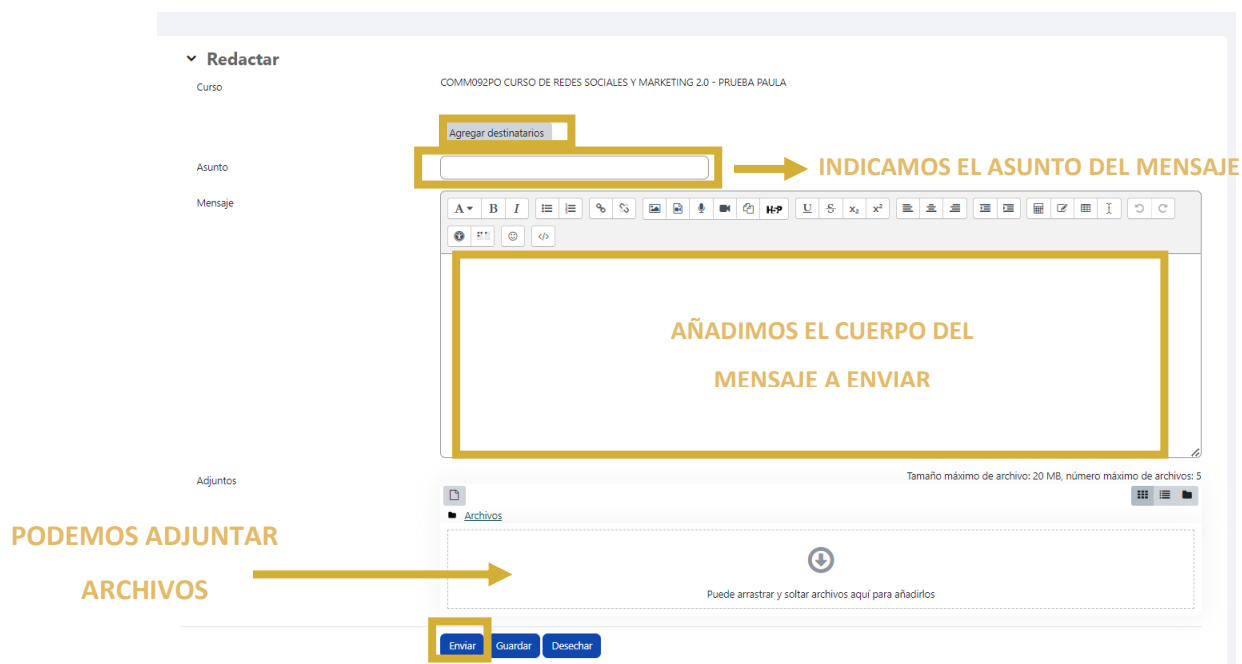 Redactar
Curso
COMM092PO CURSO DE REDES SOCIALES Y MARKETING 2.0 - PRUEBA PAULA
Agregar destinatarios
Asunto
INDICAMOS EL ASUNTO DEL MENSAJE
Mensaje
A B I H-P U S x₂ x²
</>
AÑADIMOS EL CUERPO DEL
MENSAJE A ENVIAR
Adjuntos
Tamaño máximo de archivo: 20 MB, número máximo de archivos: 5
Archivos
PODEMOS ADJUNTAR
ARCHIVOS
Puede arrastrar y soltar archivos aquí para añadirlos
Enviar Guardar Desechar